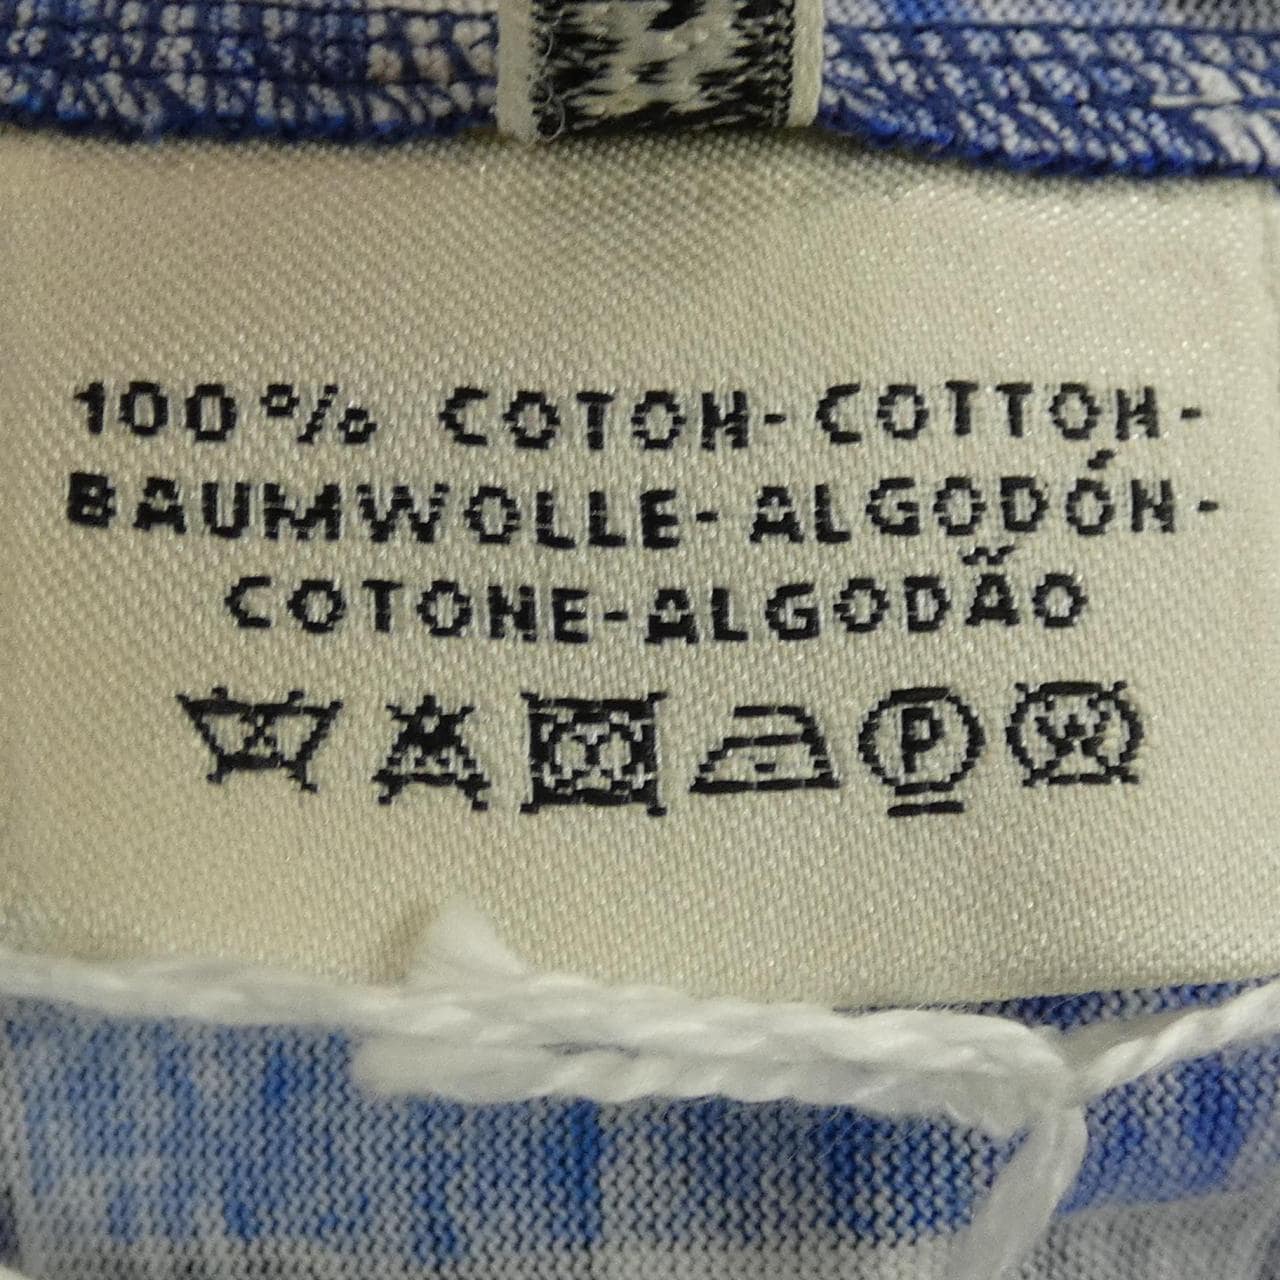 100% COTON-COTTON-
BAUMWOLLE-ALGODÓN-
COTONE-ALGODÃO
P W